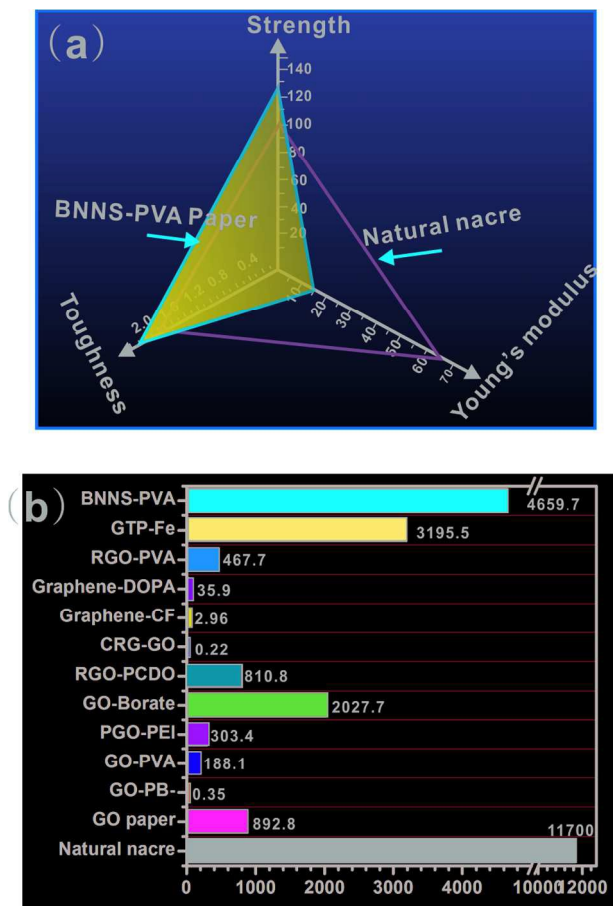 (a)
Strength
140
120
100
80
60
40
20
BNNS-PVA Paper
Natural nacre
0.4
0.8
1.2
2.0
10
20
30
40
50
60
70
Toughness
Young's modulus
(b)
BNNS-PVA 4659.7
GTP-Fe 3195.5
RGO-PVA 467.7
Graphene-DOPA 35.9
Graphene-CF 2.96
CRG-GO 0.22
RGO-PCDO 810.8
GO-Borate 2027.7
PGO-PEI 303.4
GO-PVA 188.1
GO-PB- 0.35
GO paper 892.8
Natural nacre 11700
0 1000 2000 3000 4000 10000 12000